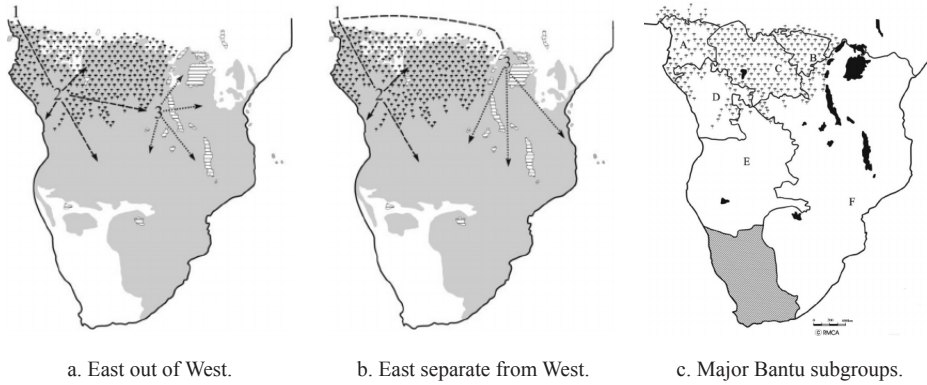 1
2
3
1
2
3
A
B
C
D
E
F
© RMCA
a. East out of West.
b. East separate from West.
c. Major Bantu subgroups.